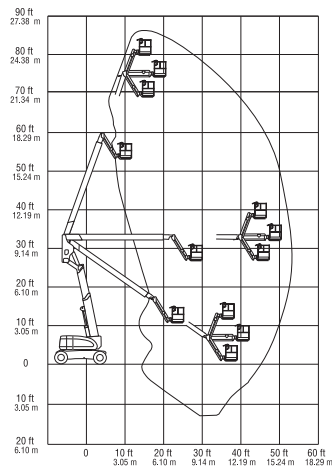 90 ft
27.38 m
80 ft
24.38 m
70 ft
21.34 m
60 ft
18.29 m
50 ft
15.24 m
40 ft
12.19 m
30 ft
9.14 m
20 ft
6.10 m
10 ft
3.05 m
0
10 ft
3.05 m
20 ft
6.10 m
0 10 ft 20 ft 30 ft 40 ft 50 ft 60 ft
3.05 m 6.10 m 9.14 m 12.19 m 15.24 m 18.29 m